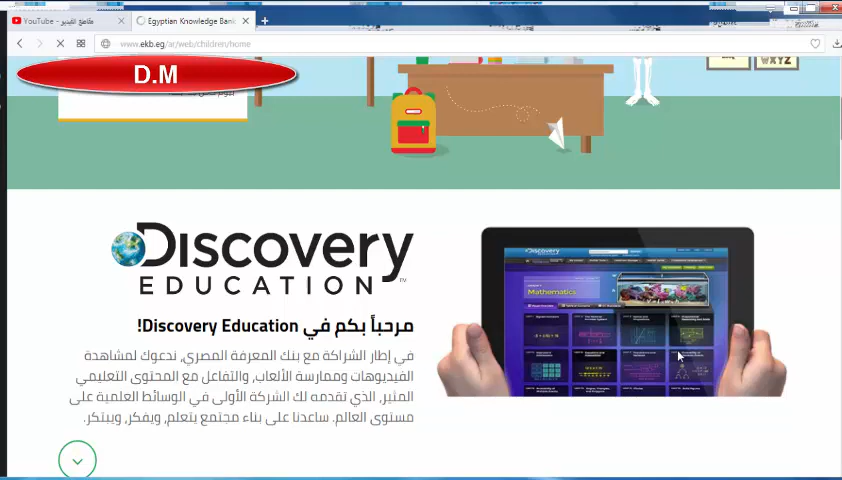 YouTube - مقاطع الفيديو
Egyptian Knowledge Bank
www.ekb.eg/ar/web/children/home
D.M
WXYZ
DISCOVERY
EDUCATION
TM
DISCOVERY
Mathematics
مرحباً بكم في Discovery Education!
في إطار الشراكة مع بنك المعرفة المصري، ندعوك لمشاهدة
الفيديوهات وممارسة الألعاب، والتفاعل مع المحتوى التعليمي
المثير، الذي تقدمه لك الشركة الأولى في الوسائط العلمية على
مستوى العالم. ساعدنا على بناء مجتمع يتعلم، ويفكر، ويبتكر.